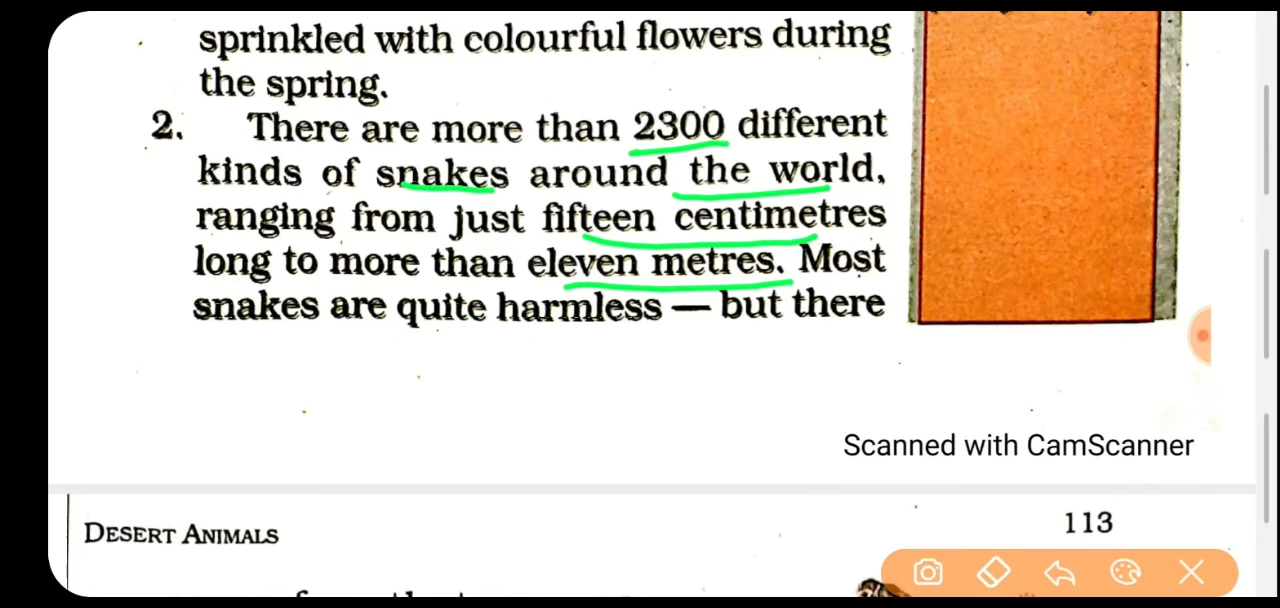 sprinkled with colourful flowers during
the spring.
2. There are more than 2300 different
kinds of snakes around the world,
ranging from just fifteen centimetres
long to more than eleven metres. Most
snakes are quite harmless — but there
Scanned with CamScanner
DESERT ANIMALS
113